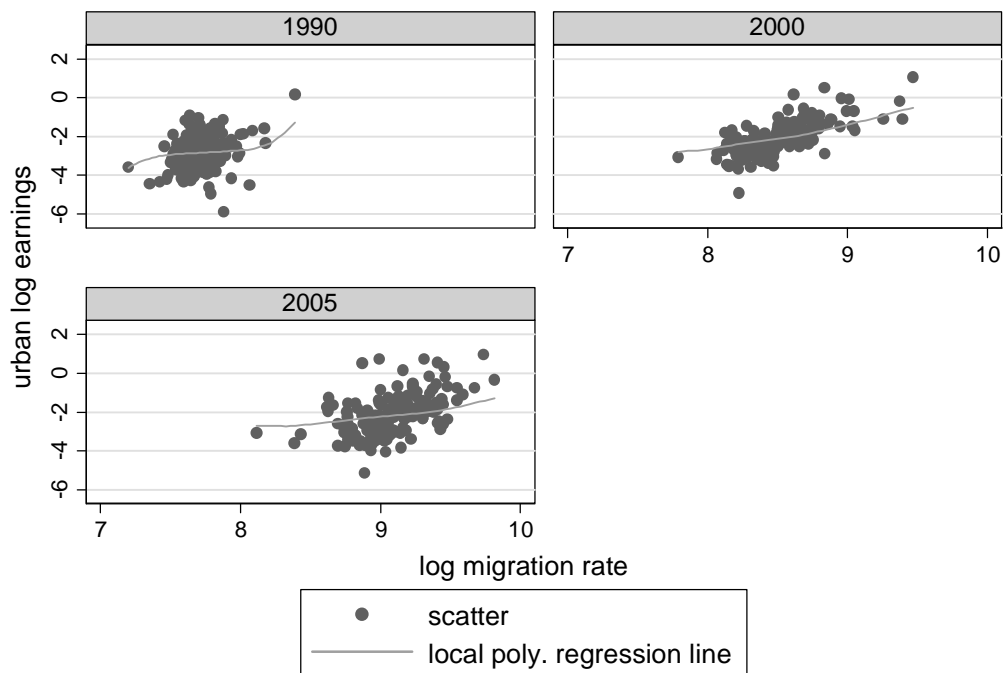 1990
2000
2
0
-2
-4
-6
7 8 9 10
2005
2
0
-2
-4
-6
7 8 9 10
urban log earnings
log migration rate
scatter
local poly. regression line